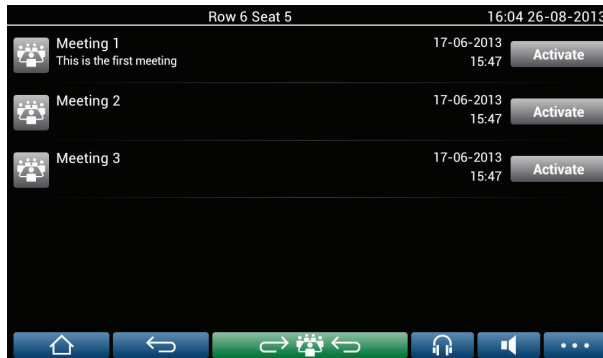 Row 6 Seat 5 16:04 26-08-2013
Meeting 1 17-06-2013
This is the first meeting 15:47 Activate
Meeting 2 17-06-2013
15:47 Activate
Meeting 3 17-06-2013
15:47 Activate